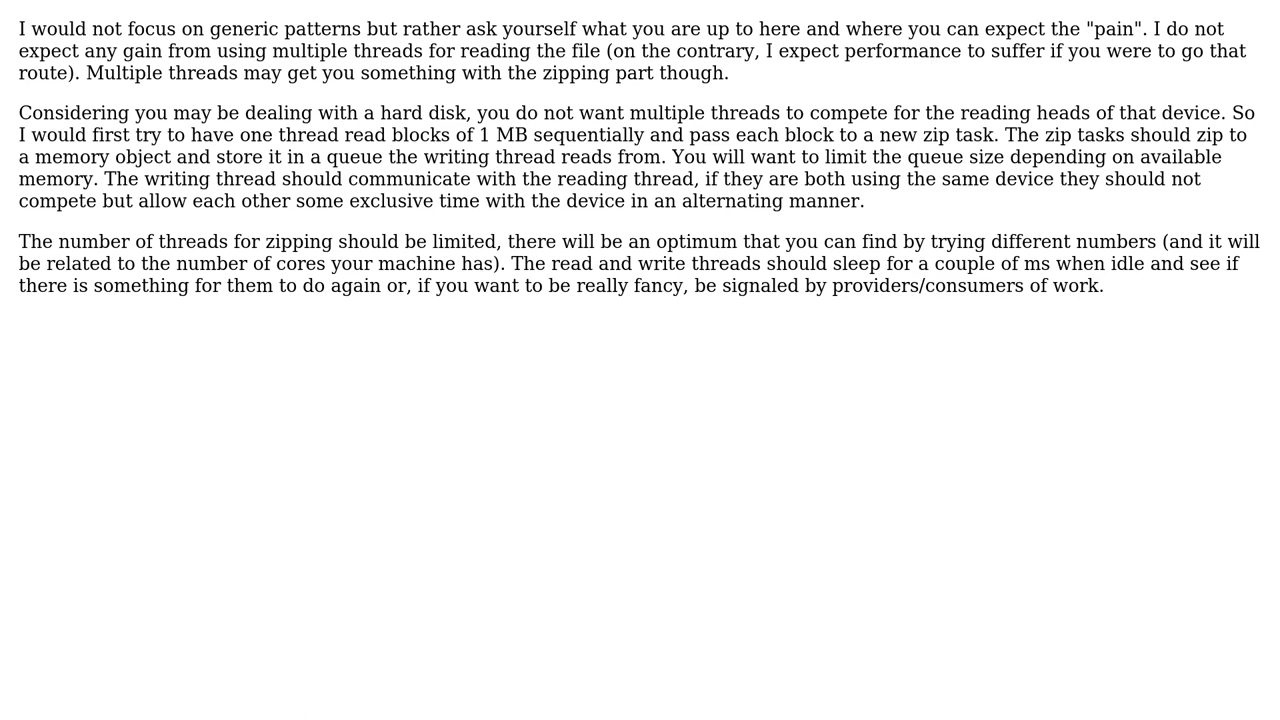 I would not focus on generic patterns but rather ask yourself what you are up to here and where you can expect the "pain". I do not
expect any gain from using multiple threads for reading the file (on the contrary, I expect performance to suffer if you were to go that
route). Multiple threads may get you something with the zipping part though.
Considering you may be dealing with a hard disk, you do not want multiple threads to compete for the reading heads of that device. So
I would first try to have one thread read blocks of 1 MB sequentially and pass each block to a new zip task. The zip tasks should zip to
a memory object and store it in a queue the writing thread reads from. You will want to limit the queue size depending on available
memory. The writing thread should communicate with the reading thread, if they are both using the same device they should not
compete but allow each other some exclusive time with the device in an alternating manner.
The number of threads for zipping should be limited, there will be an optimum that you can find by trying different numbers (and it will
be related to the number of cores your machine has). The read and write threads should sleep for a couple of ms when idle and see if
there is something for them to do again or, if you want to be really fancy, be signaled by providers/consumers of work.